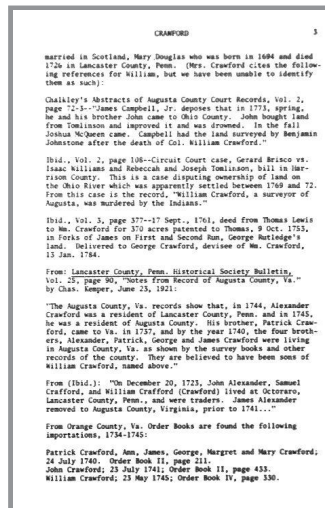 CRAWFORD 3
married in Scotland, Mary Douglas who was born in 1694 and died
1726 in Lancaster County, Penn. (Mrs. Crawford cites the follow-
ing references for William, but we have been unable to identify
them as such):
Chalkley's Abstracts of Augusta County Court Records, Vol. 2,
page 72-3--"James Campbell, Jr. deposes that in 1773, spring,
he and his brother John came to Ohio County. John bought land
from Tomlinson and improved it and was drowned. In the fall
Joshua McQueen came. Campbell had the land surveyed by Benjamin
Johnstone after the death of Col. William Crawford."
Ibid., Vol. 2, page 108--Circuit Court case, Gerard Brisco vs.
Isaac Williams and Rebeccah and Joseph Tomlinson, bill in Har-
rison County. This is a case disputing ownership of land on
the Ohio River which was apparently settled between 1769 and 72.
From this case is the record, "William Crawford, a surveyor of
Augusta, was murdered by the Indians."
Ibid., Vol. 3, page 377--17 Sept., 1761, deed from Thomas Lewis
to Wm. Crawford for 370 acres patented to Thomas, 9 Oct. 1753,
in Forks of James on First and Second Run, George Rutledge's
land. Delivered to George Crawford, devisee of Wm. Crawford,
13 Jan. 1784.
From: Lancaster County, Penn. Historical Society Bulletin,
Vol. 25, page 90, "Notes from Record of Augusta County, Va."
by Chas. Kemper, June 25, 1921:
"The Augusta County, Va. records show that, in 1744, Alexander
Crawford was a resident of Lancaster County, Penn. and in 1745,
he was a resident of Augusta County. His brother, Patrick Craw-
ford, came to Va. in 1737, and by the year 1740, the four broth-
ers, Alexander, Patrick, George and James Crawford were living
in Augusta County, Va. as shown by the survey books and other
records of the county. They are believed to have been sons of
William Crawford, named above."
From (Ibid.): "On December 20, 1723, John Alexander, Samuel
Crafford, and William Crafford (Crawford) lived at Octoraro,
Lancaster County, Penn., and were traders. James Alexander
removed to Augusta County, Virginia, prior to 1741..."
From Orange County, Va. Order Books are found the following
importations, 1734-1745:
Patrick Crawford, Ann, James, George, Margret and Mary Crawford;
24 July 1740. Order Book II, page 211.
John Crawford; 23 July 1741; Order Book II, page 433.
William Crawford; 23 May 1745; Order Book IV, page 330.